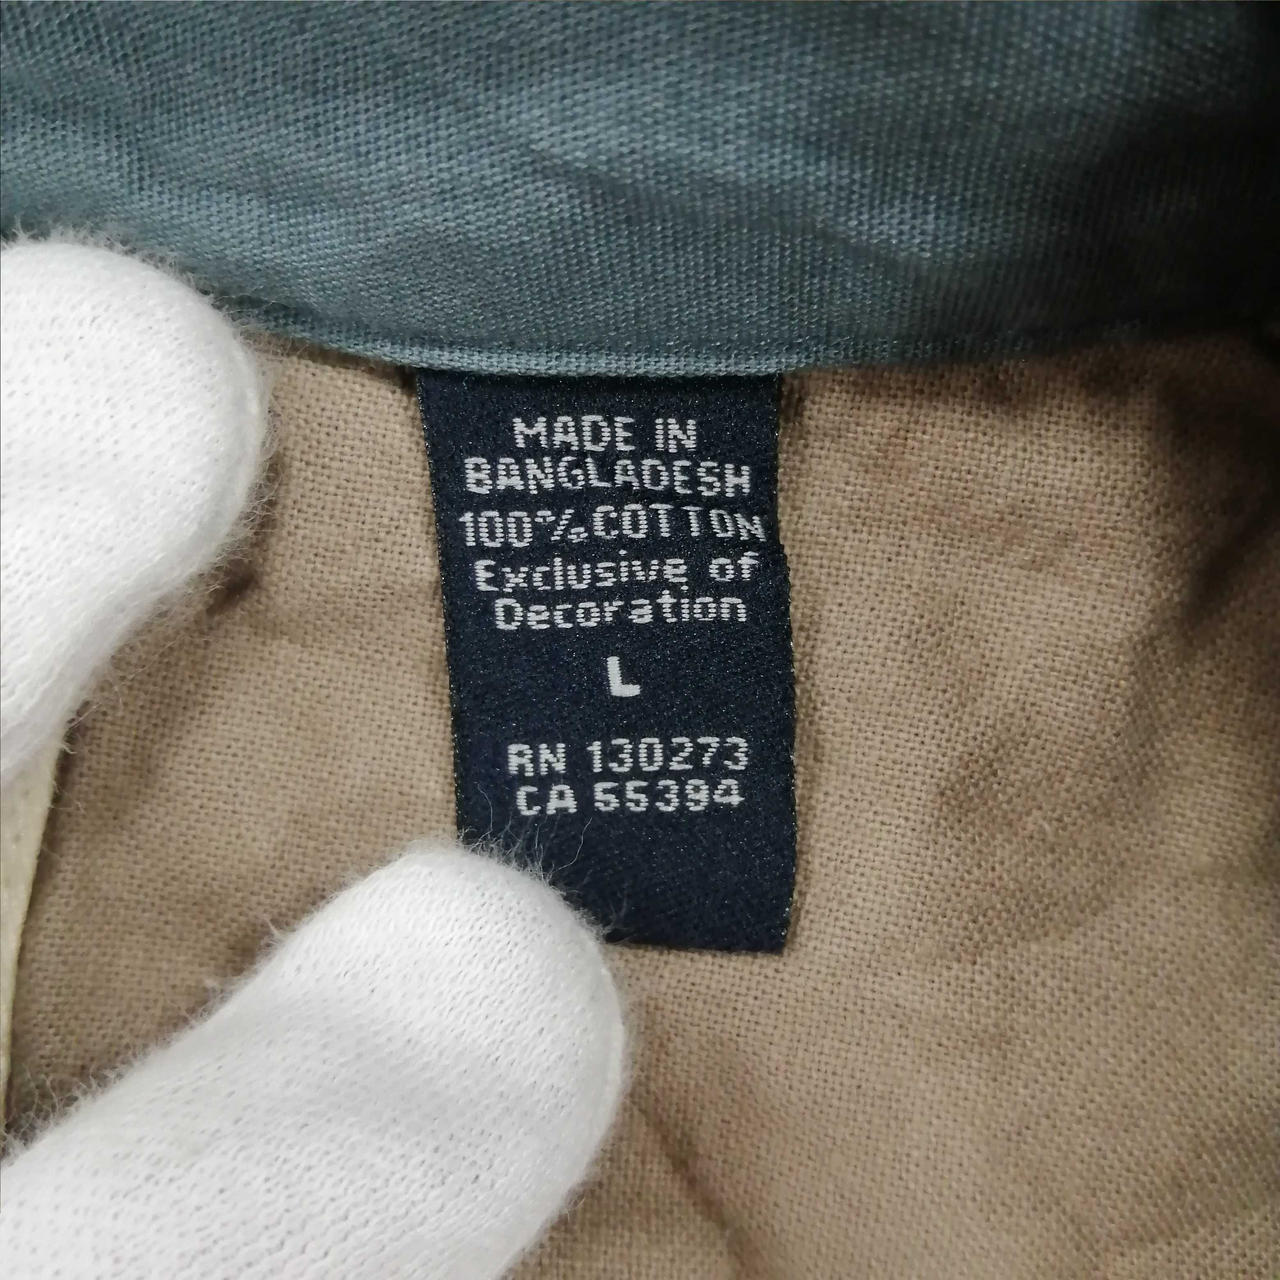 MADE IN
BANGLADESH
100% COTTON
Exclusive of
Decoration
L
RN 130273
CA 55394